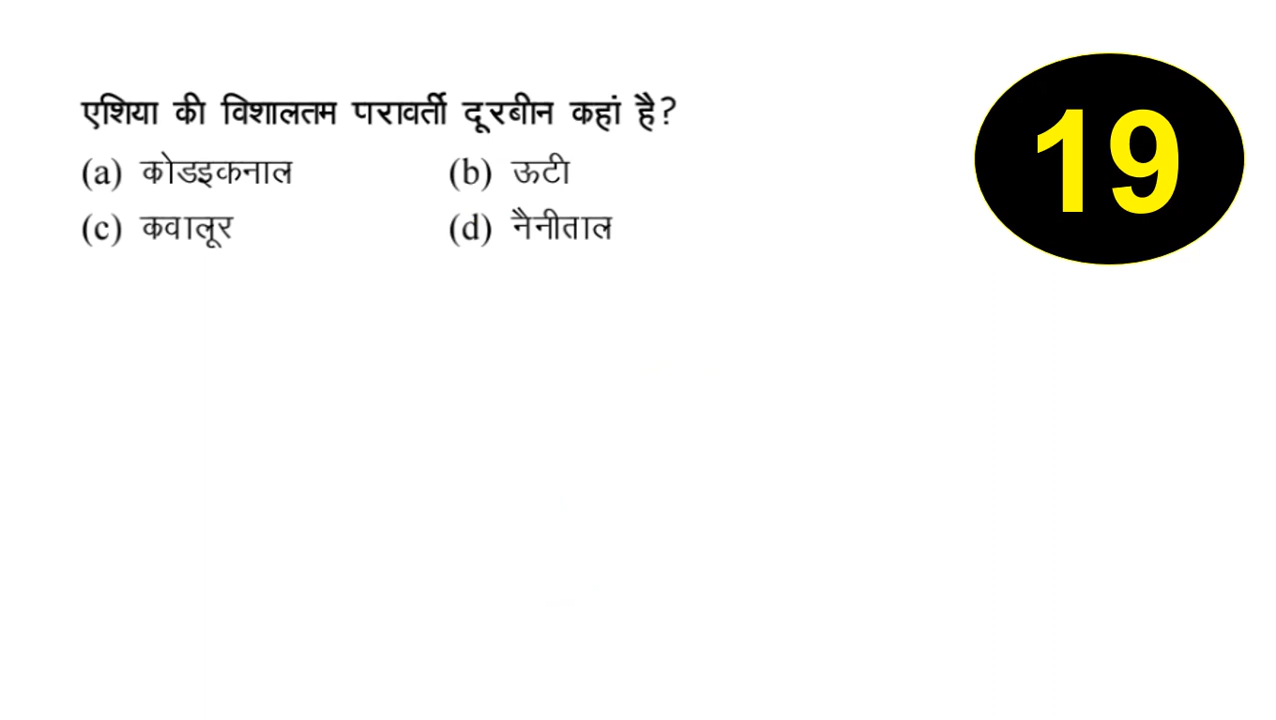 एशिया की विशालतम परावर्ती दूरबीन कहां है?
(a) कोडइकनाल (b) ऊटी
(c) कवालूर (d) नैनीताल
19